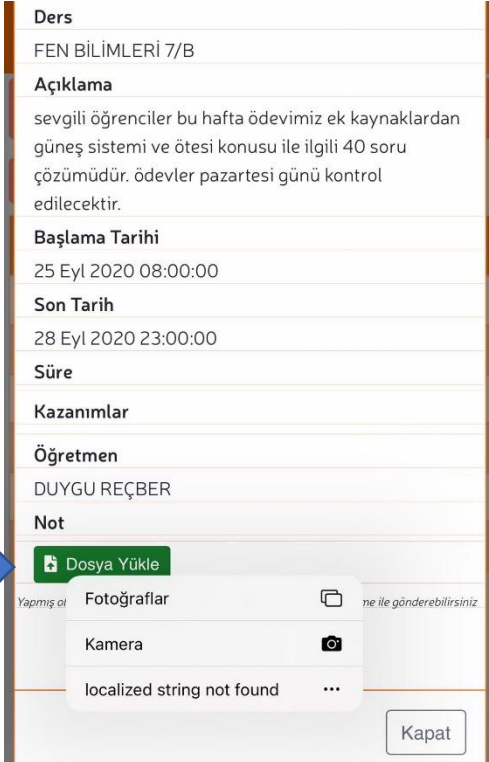 Ders
FEN BİLİMLERİ 7/B
Açıklama
sevgili öğrenciler bu hafta ödevimiz ek kaynaklardan
güneş sistemi ve ötesi konusu ile ilgili 40 soru
çözümüdür. ödevler pazartesi günü kontrol
edilecektir.
Başlama Tarihi
25 Eyl 2020 08:00:00
Son Tarih
28 Eyl 2020 23:00:00
Süre
Kazanımlar
Öğretmen
DUYGU REÇBER
Not
Dosya Yükle
Yapmış ile gönderebilirsiniz
Fotoğraflar
Kamera
localized string not found
Kapat